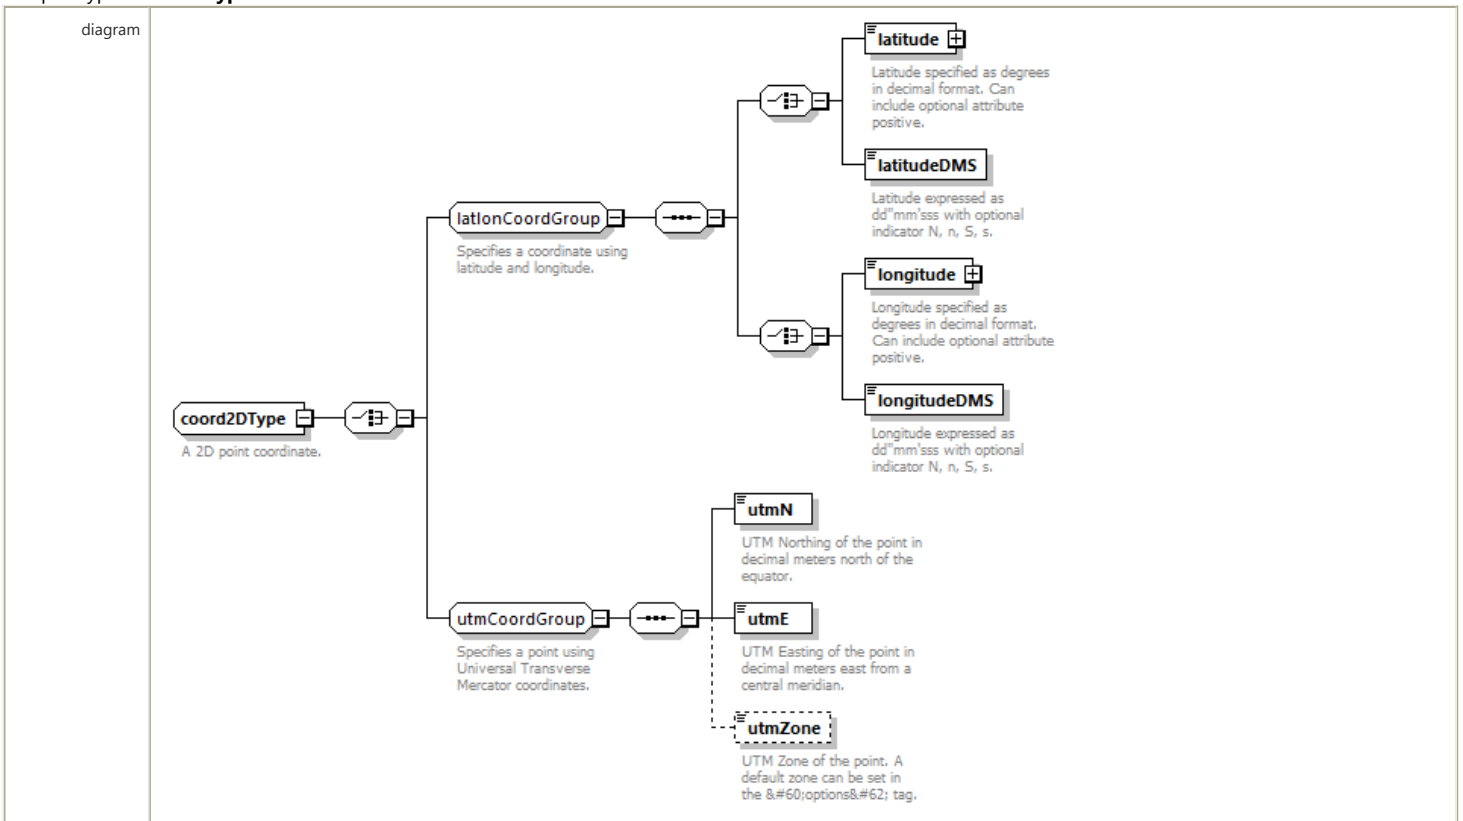 diagram
latitude
Latitude specified as degrees
in decimal format. Can
include optional attribute
positive.
latitudeDMS
Latitude expressed as
dd"mm'sss with optional
indicator N, n, S, s.
latlonCoordGroup
Specifies a coordinate using
latitude and longitude.
longitude
Longitude specified as
degrees in decimal format.
Can include optional attribute
positive.
longitudeDMS
Longitude expressed as
dd"mm'sss with optional
indicator N, n, S, s.
coord2DType
A 2D point coordinate.
utmN
UTM Northing of the point in
decimal meters north of the
equator.
utmCoordGroup
Specifies a point using
Universal Transverse
Mercator coordinates.
utmE
UTM Easting of the point in
decimal meters east from a
central meridian.
utmZone
UTM Zone of the point. A
default zone can be set in
the &#60;options&#62; tag.